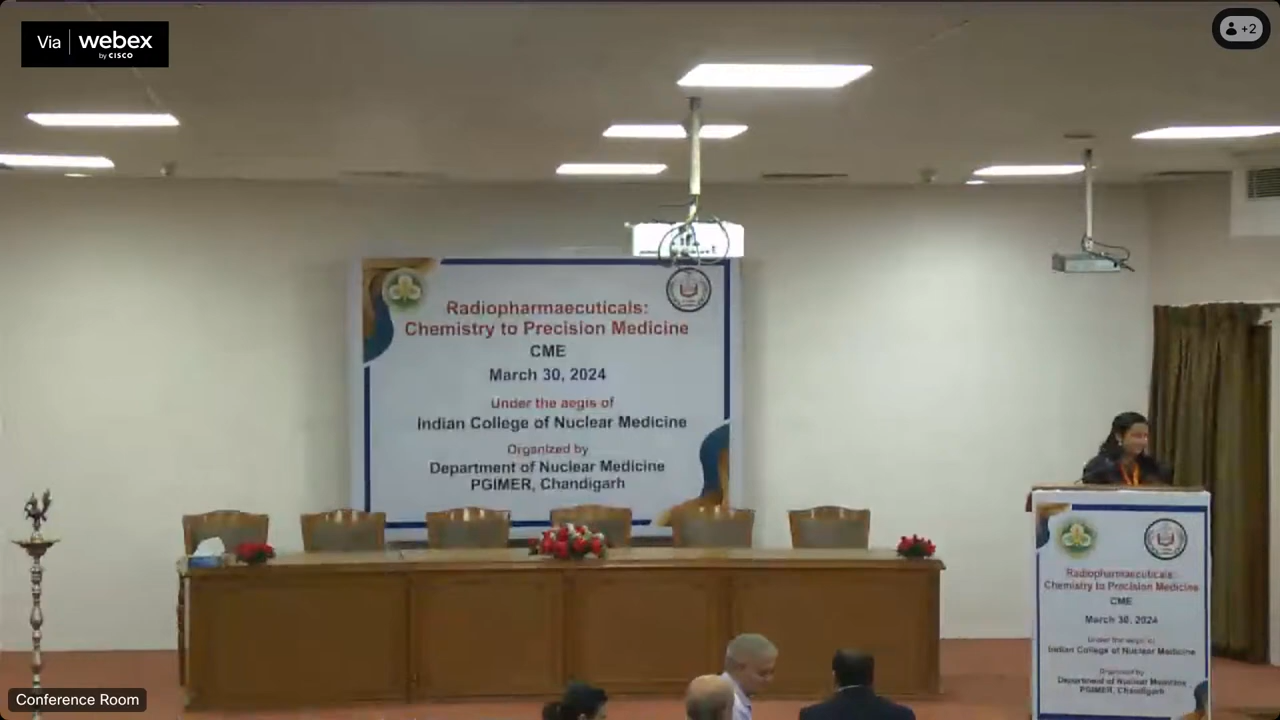 Via webex
by CISCO
+2
Radiopharmaecuticals:
Chemistry to Precision Medicine
CME
March 30, 2024
Under the aegis of
Indian College of Nuclear Medicine
Organized by
Department of Nuclear Medicine
PGIMER, Chandigarh
Radiopharmaecuticals:
Chemistry to Precision Medicine
CME
March 30, 2024
Under the aegis of
Indian College of Nuclear Medicine
Organized by
Department of Nuclear Medicine
PGIMER, Chandigarh
Conference Room